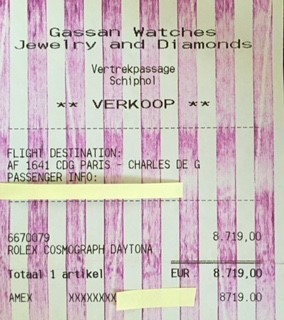 Gassan Watches
Jewelry and Diamonds
Vertrekpassage
Schiphol
** VERKOOP **
FLIGHT DESTINATION:
AF 1641 CDG PARIS - CHARLES DE G
PASSENGER INFO:
6670079 8.719,00
ROLEX COSMOGRAPH DAYTONA
Totaal 1 artikel EUR 8.719,00
AMEX XXXXXXXX 8719.00